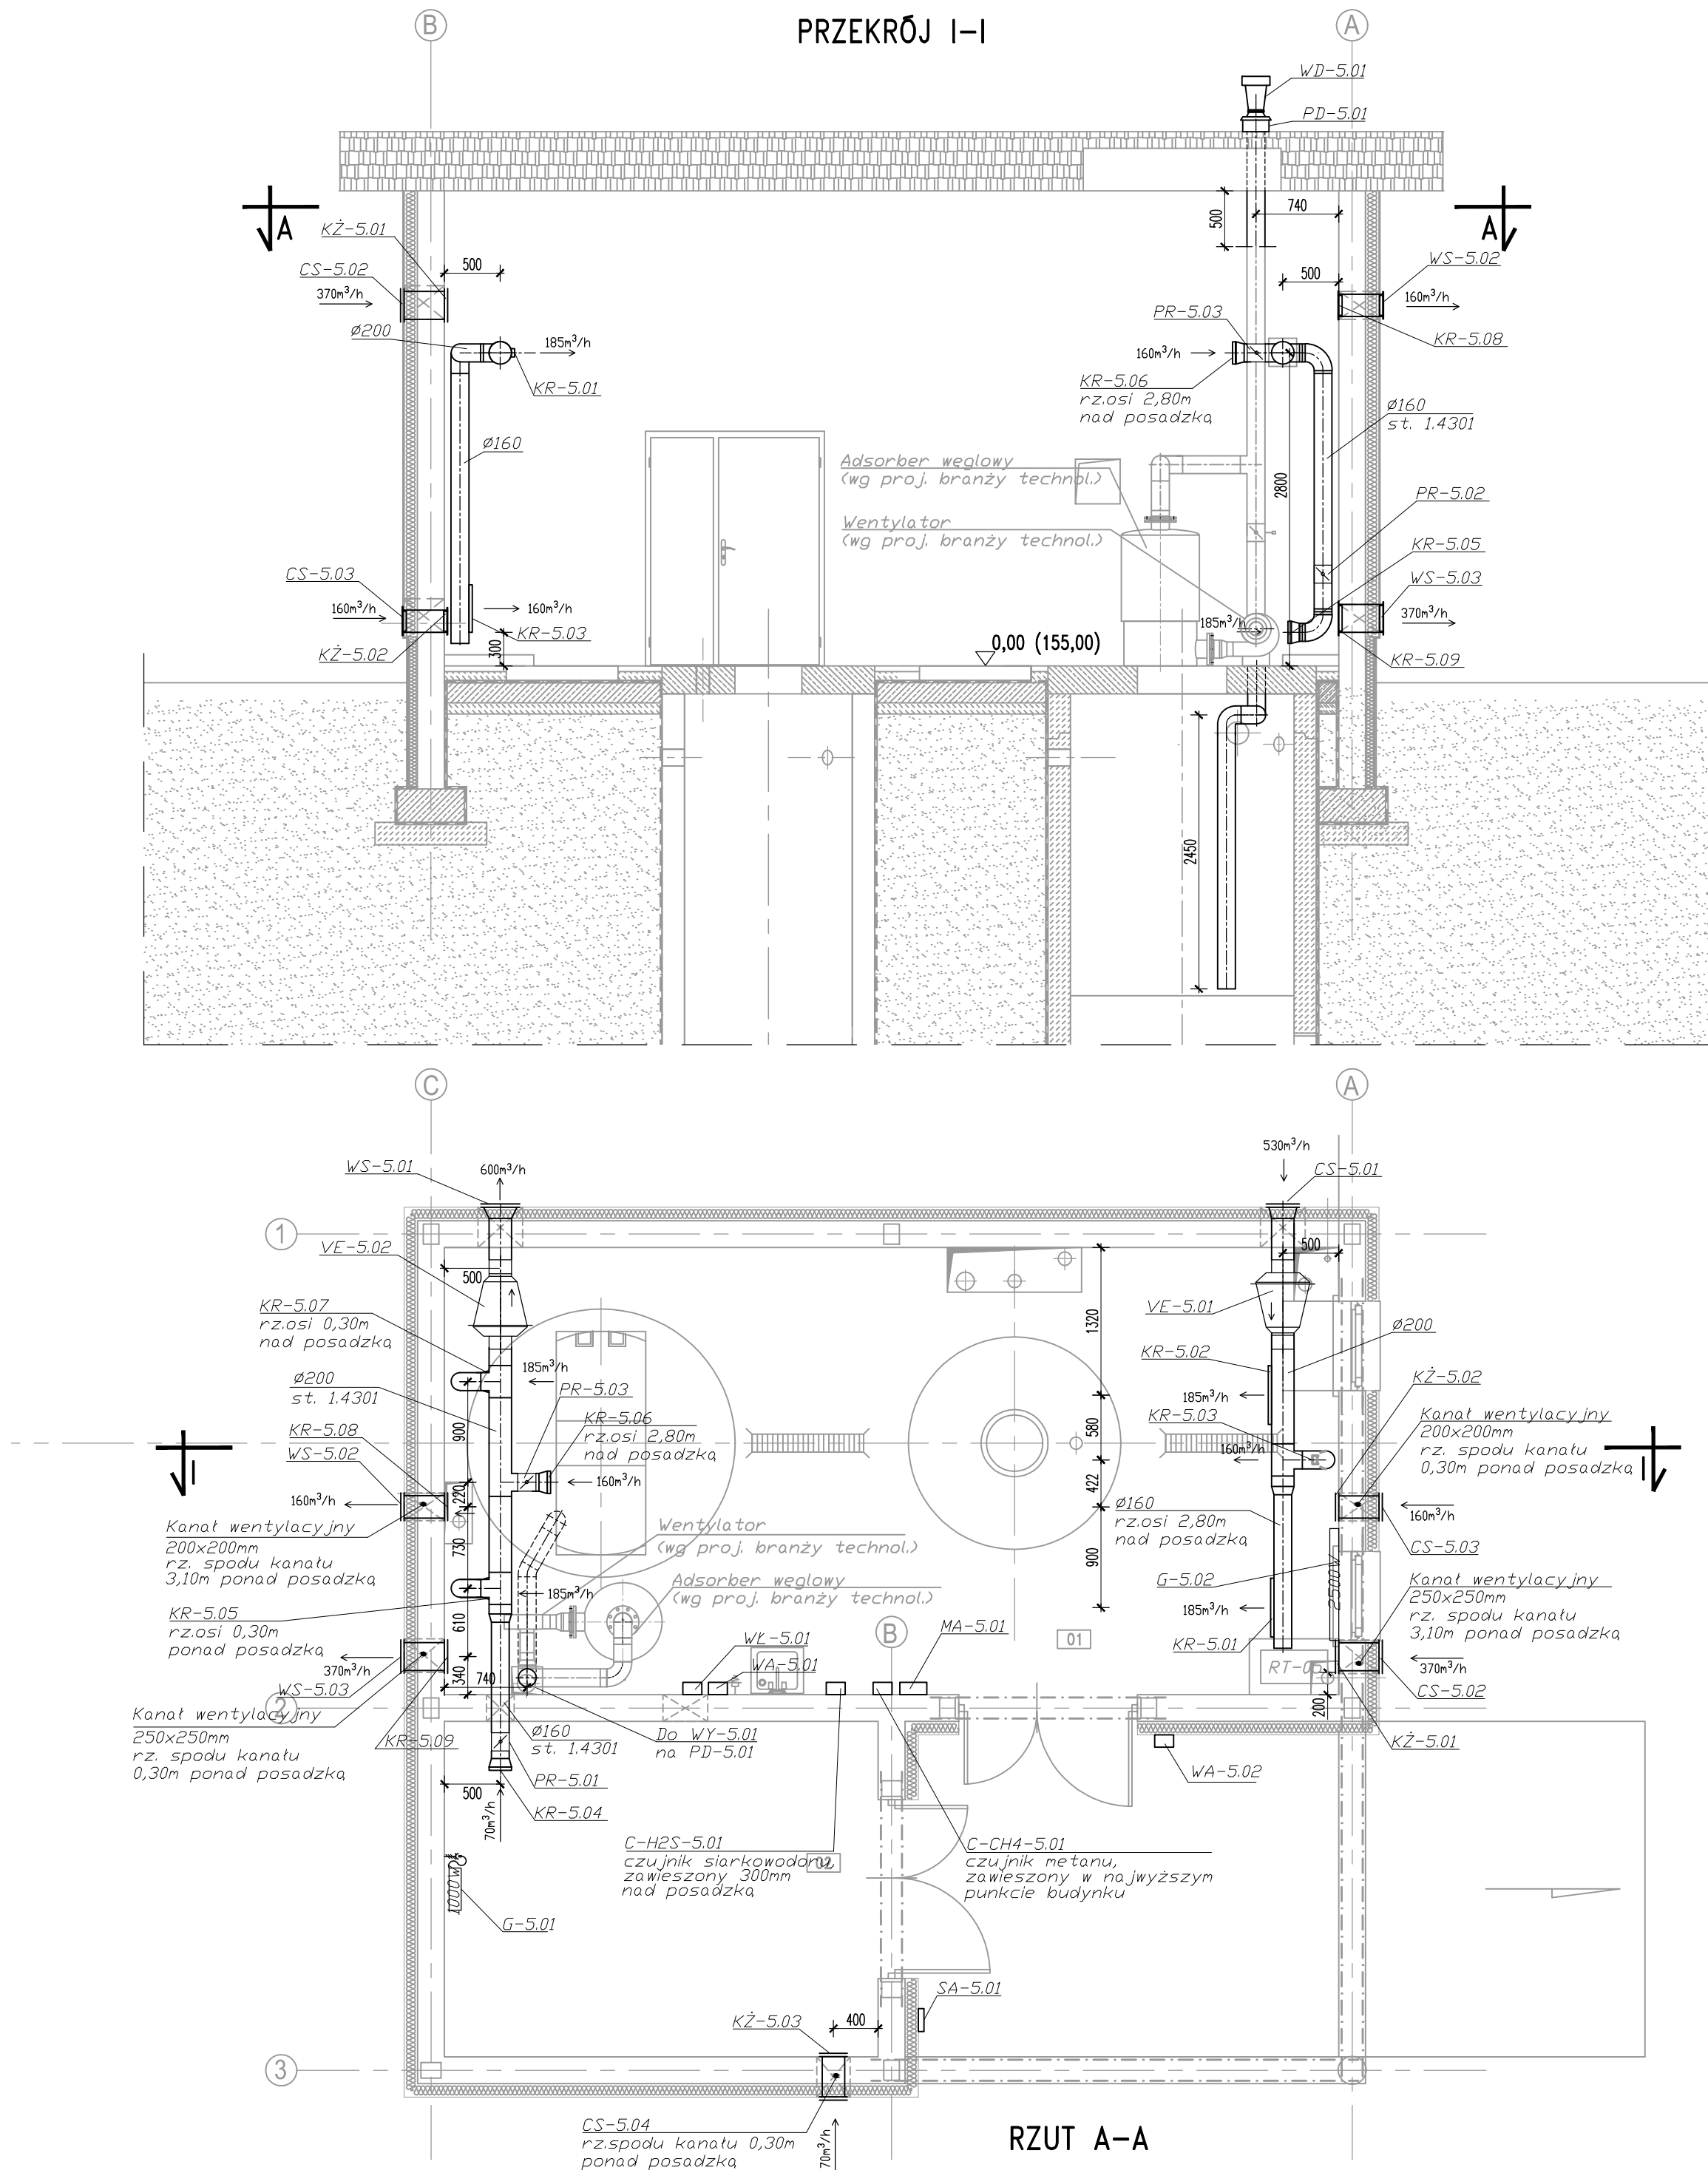 B
PRZEKRÓJ I-I
A
WD-5.01
PD-5.01
A
KŻ-5.01
CS-5.02
370m³/h
500
Ø200
185m³/h
KR-5.01
Ø160
500
740
A
500
WS-5.02
160m³/h
KR-5.08
PR-5.03
160m³/h
KR-5.06
rz.osi 2,80m
nad posadzką
Ø160
st. 1.4301
Adsorber węglowy
(wg proj. branży technol.)
Wentylator
(wg proj. branży technol.)
2800
PR-5.02
KR-5.05
WS-5.03
370m³/h
KR-5.09
CS-5.03
160m³/h
160m³/h
KR-5.03
KŻ-5.02
300
0,00 (155,00)
185m³/h
2450
C
A
WS-5.01
600m³/h
530m³/h
CS-5.01
1
VE-5.02
500
500
KR-5.07
rz.osi 0,30m
nad posadzką
VE-5.01
1320
Ø200
185m³/h
KR-5.02
Ø200
st. 1.4301
PR-5.03
185m³/h
KŻ-5.02
KR-5.08
WS-5.02
900
KR-5.06
rz.osi 2,80m
nad posadzką
580
KR-5.03
160m³/h
Kanał wentylacyjny
200x200mm
rz. spodu kanału
0,30m ponad posadzką
I
I
160m³/h
220
160m³/h
422
160m³/h
Ø160
rz.osi 2,80m
nad posadzką
CS-5.03
Kanał wentylacyjny
200x200mm
rz. spodu kanału
3,10m ponad posadzką
730
Wentylator
(wg proj. branży technol.)
900
G-5.02
2500W
Adsorber węglowy
(wg proj. branży technol.)
185m³/h
Kanał wentylacyjny
250x250mm
rz. spodu kanału
3,10m ponad posadzką
KR-5.05
rz.osi 0,30m
ponad posadzką
610
185m³/h
KR-5.01
370m³/h
340
740
WŁ-5.01
WA-5.01
B
MA-5.01
01
370m³/h
WS-5.03
CS-5.02
2
200
Kanał wentylacyjny
250x250mm
rz. spodu kanału
0,30m ponad posadzką
KR-5.09
Ø160
st. 1.4301
Do WY-5.01
na PD-5.01
KŻ-5.01
WA-5.02
PR-5.01
KR-5.04
500
70m³/h
C-H2S-5.01
czujnik siarkowodoru,
zawieszony 300mm
nad posadzką
02
C-CH4-5.01
czujnik metanu,
zawieszony w najwyższym
punkcie budynku
1000W
G-5.01
SA-5.01
KŻ-5.03
400
3
CS-5.04
rz.spodu kanału 0,30m
ponad posadzką
70m³/h
RZUT A-A